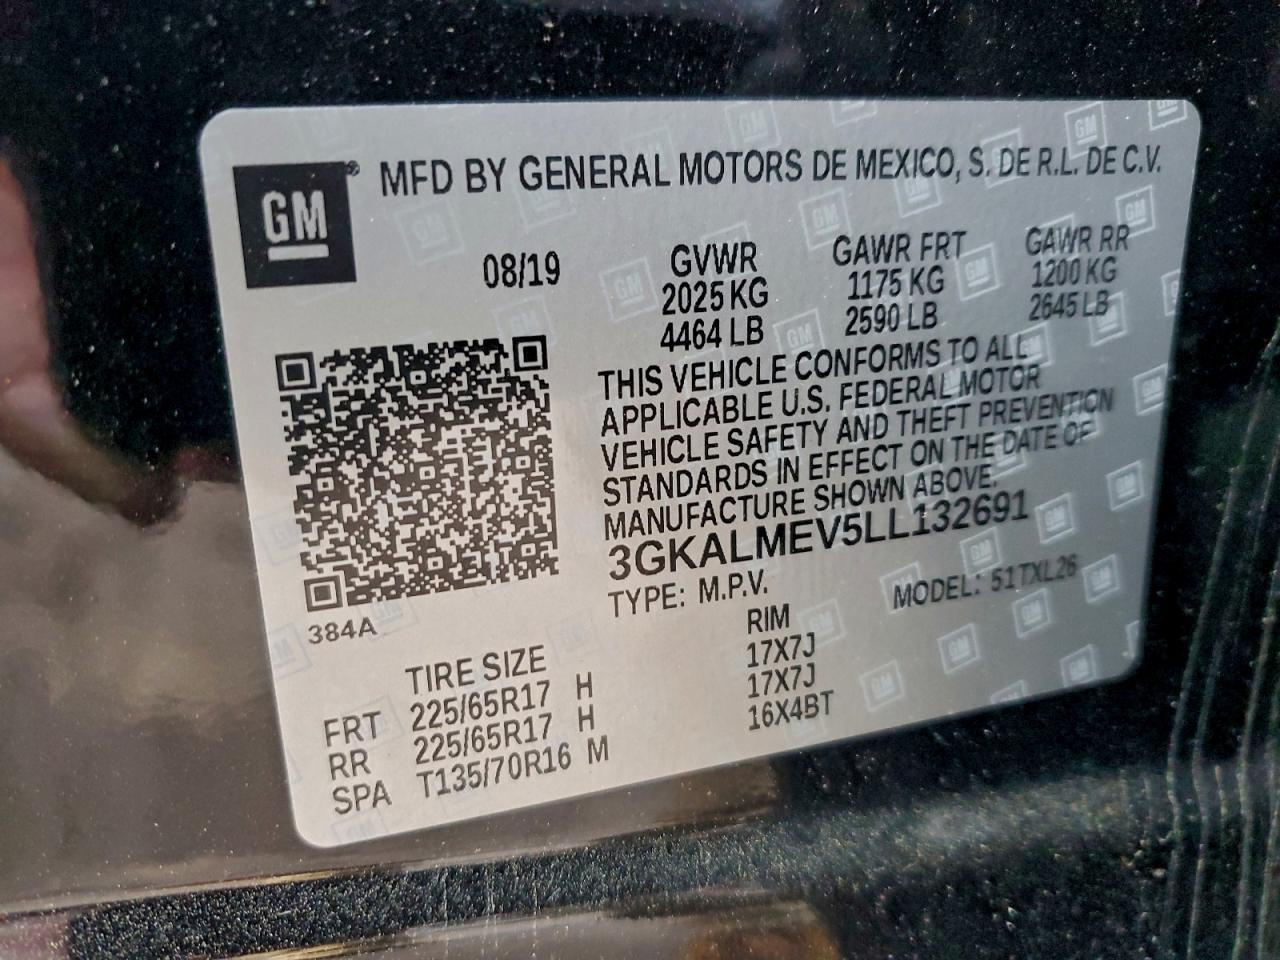 GM® MFD BY GENERAL MOTORS DE MEXICO, S. DE R.L. DE C.V.
08/19 GVWR GAWR FRT GAWR RR
2025 KG 1175 KG 1200 KG
4464 LB 2590 LB 2645 LB
THIS VEHICLE CONFORMS TO ALL
APPLICABLE U.S. FEDERAL MOTOR
VEHICLE SAFETY AND THEFT PREVENTION
STANDARDS IN EFFECT ON THE DATE OF
MANUFACTURE SHOWN ABOVE.
3GKALMEV5LL132691
TYPE: M.P.V. MODEL: 51TXL26
384A
TIRE SIZE RIM
FRT 225/65R17 H 17X7J
RR 225/65R17 H 17X7J
SPA T135/70R16 M 16X4BT